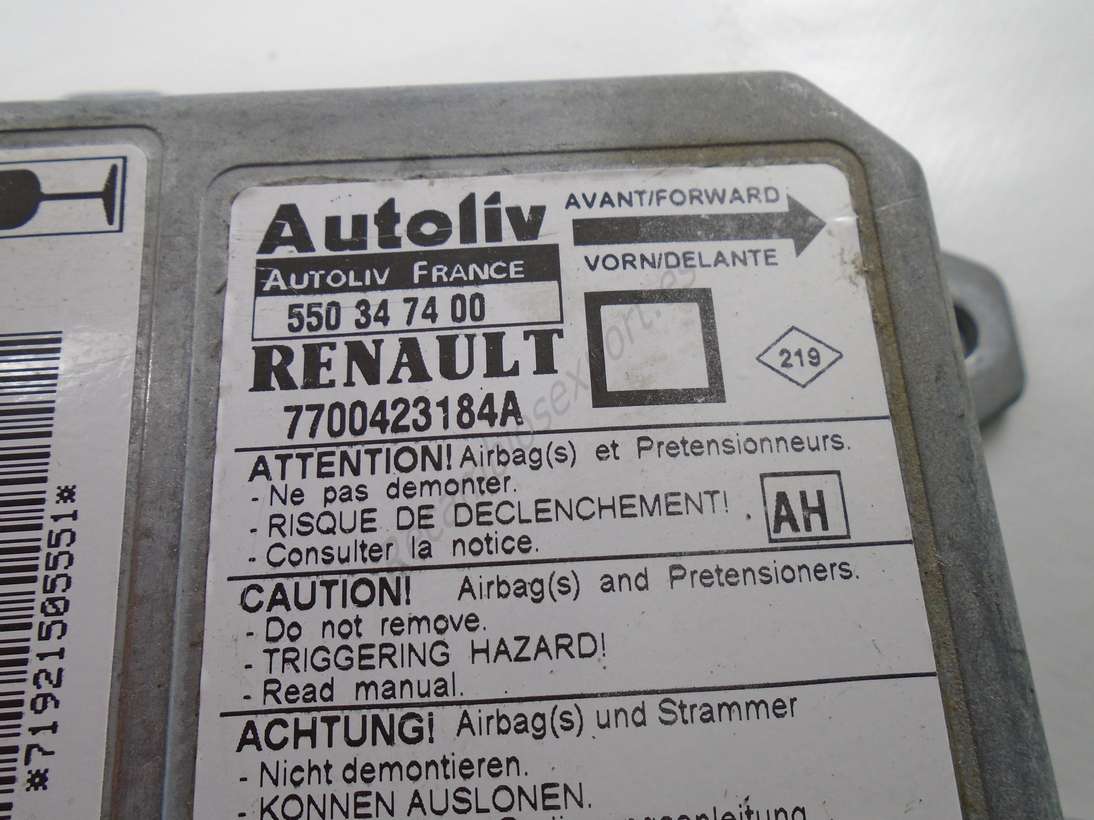 Autoliv
AUTOLIV FRANCE
550 34 74 00
RENAULT
7700423184A
AVANT/FORWARD
VORN/DELANTE
219
ATTENTION! Airbag(s) et Pretensionneurs.
- Ne pas demonter.
- RISQUE DE DECLENCHEMENT!
- Consulter la notice.
AH
CAUTION! Airbag(s) and Pretensioners.
- Do not remove.
- TRIGGERING HAZARD!
- Read manual.
ACHTUNG! Airbag(s) und Strammer
- Nicht demontieren.
- KONNEN AUSLONEN.
*7192150505551*